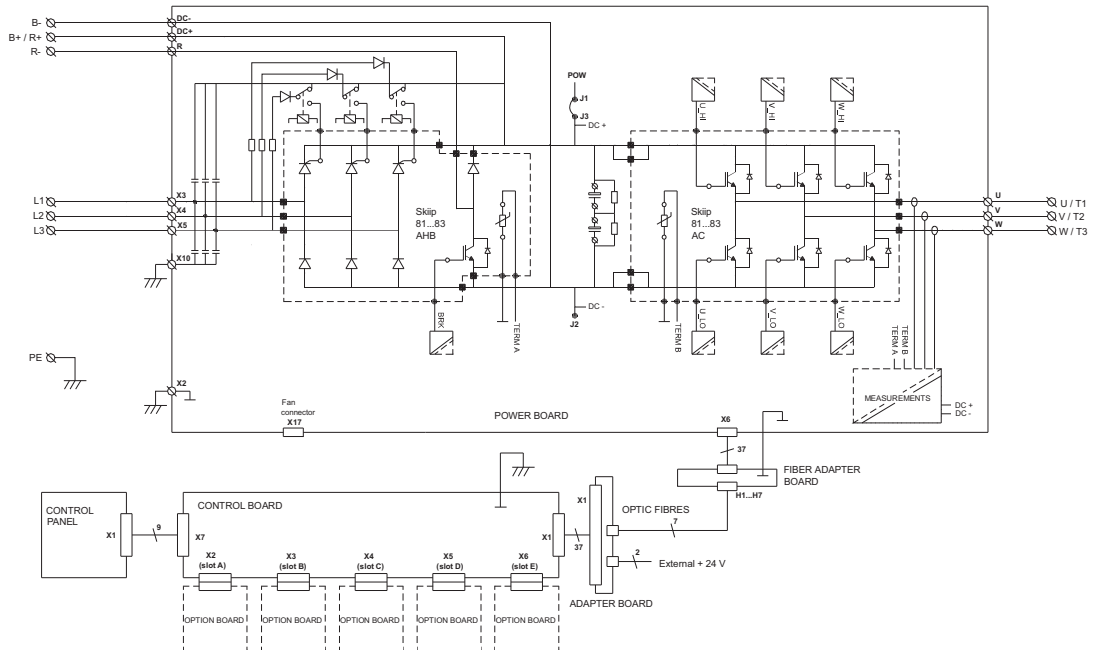 B-
DC-
B+ / R+
DC+
R-
R
POW
J1
J3
DC +
U_HI
V_HI
W_HI
L1
X3
L2
X4
L3
X5
X10
Skiip
81...83
AHB
Skiip
81...83
AC
U
U / T1
V
V / T2
W
W / T3
BRK
TERM A
DC -
J2
TERM B
U_LO
V_LO
W_LO
TERM A
TERM B
PE
X2
MEASUREMENTS
DC +
DC -
Fan
connector
X17
POWER BOARD
X6
37
FIBER ADAPTER
BOARD
H1...H7
CONTROL
PANEL
X1
9
X7
CONTROL BOARD
X1
37
X1
OPTIC FIBRES
7
2
External + 24 V
ADAPTER BOARD
X2
(slot A)
X3
(slot B)
X4
(slot C)
X5
(slot D)
X6
(slot E)
OPTION BOARD
OPTION BOARD
OPTION BOARD
OPTION BOARD
OPTION BOARD